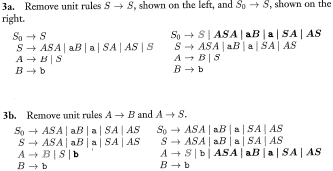 3a. Remove unit rules S → S, shown on the left, and S₀ → S, shown on the
right.
S₀ → S
S → ASA | aB | a | SA | AS | S
A → B | S
B → b
S₀ → S | ASA | aB | a | SA | AS
S → ASA | aB | a | SA | AS
A → B | S
B → b
3b. Remove unit rules A → B and A → S.
S₀ → ASA | aB | a | SA | AS
S → ASA | aB | a | SA | AS
A → B | S | b
B → b
S₀ → ASA | aB | a | SA | AS
S → ASA | aB | a | SA | AS
A → S | b | ASA | aB | a | SA | AS
B → b